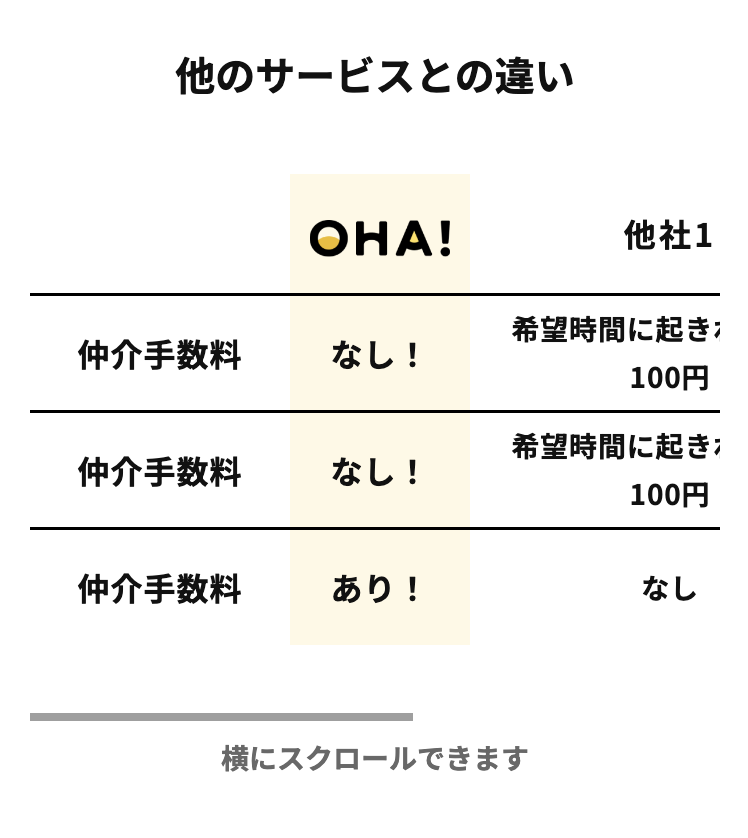 他のサービスとの違い
OHA!
他社1
仲介手数料
なし！
希望時間に起き
100円
仲介手数料
なし！
希望時間に起き
100円
仲介手数料
あり！
なし
横にスクロールできます